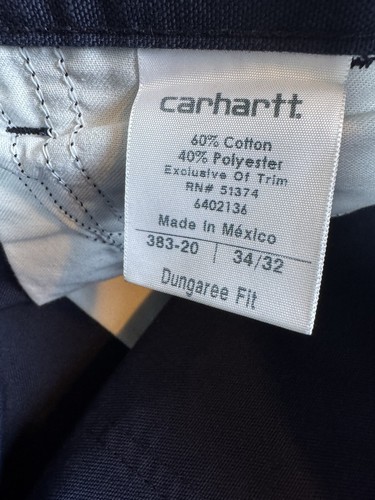 carhartt.
60% Cotton
40% Polyester
Exclusive Of Trim
RN# 51374
6402136
Made In México
383-20 | 34/32
Dungaree Fit